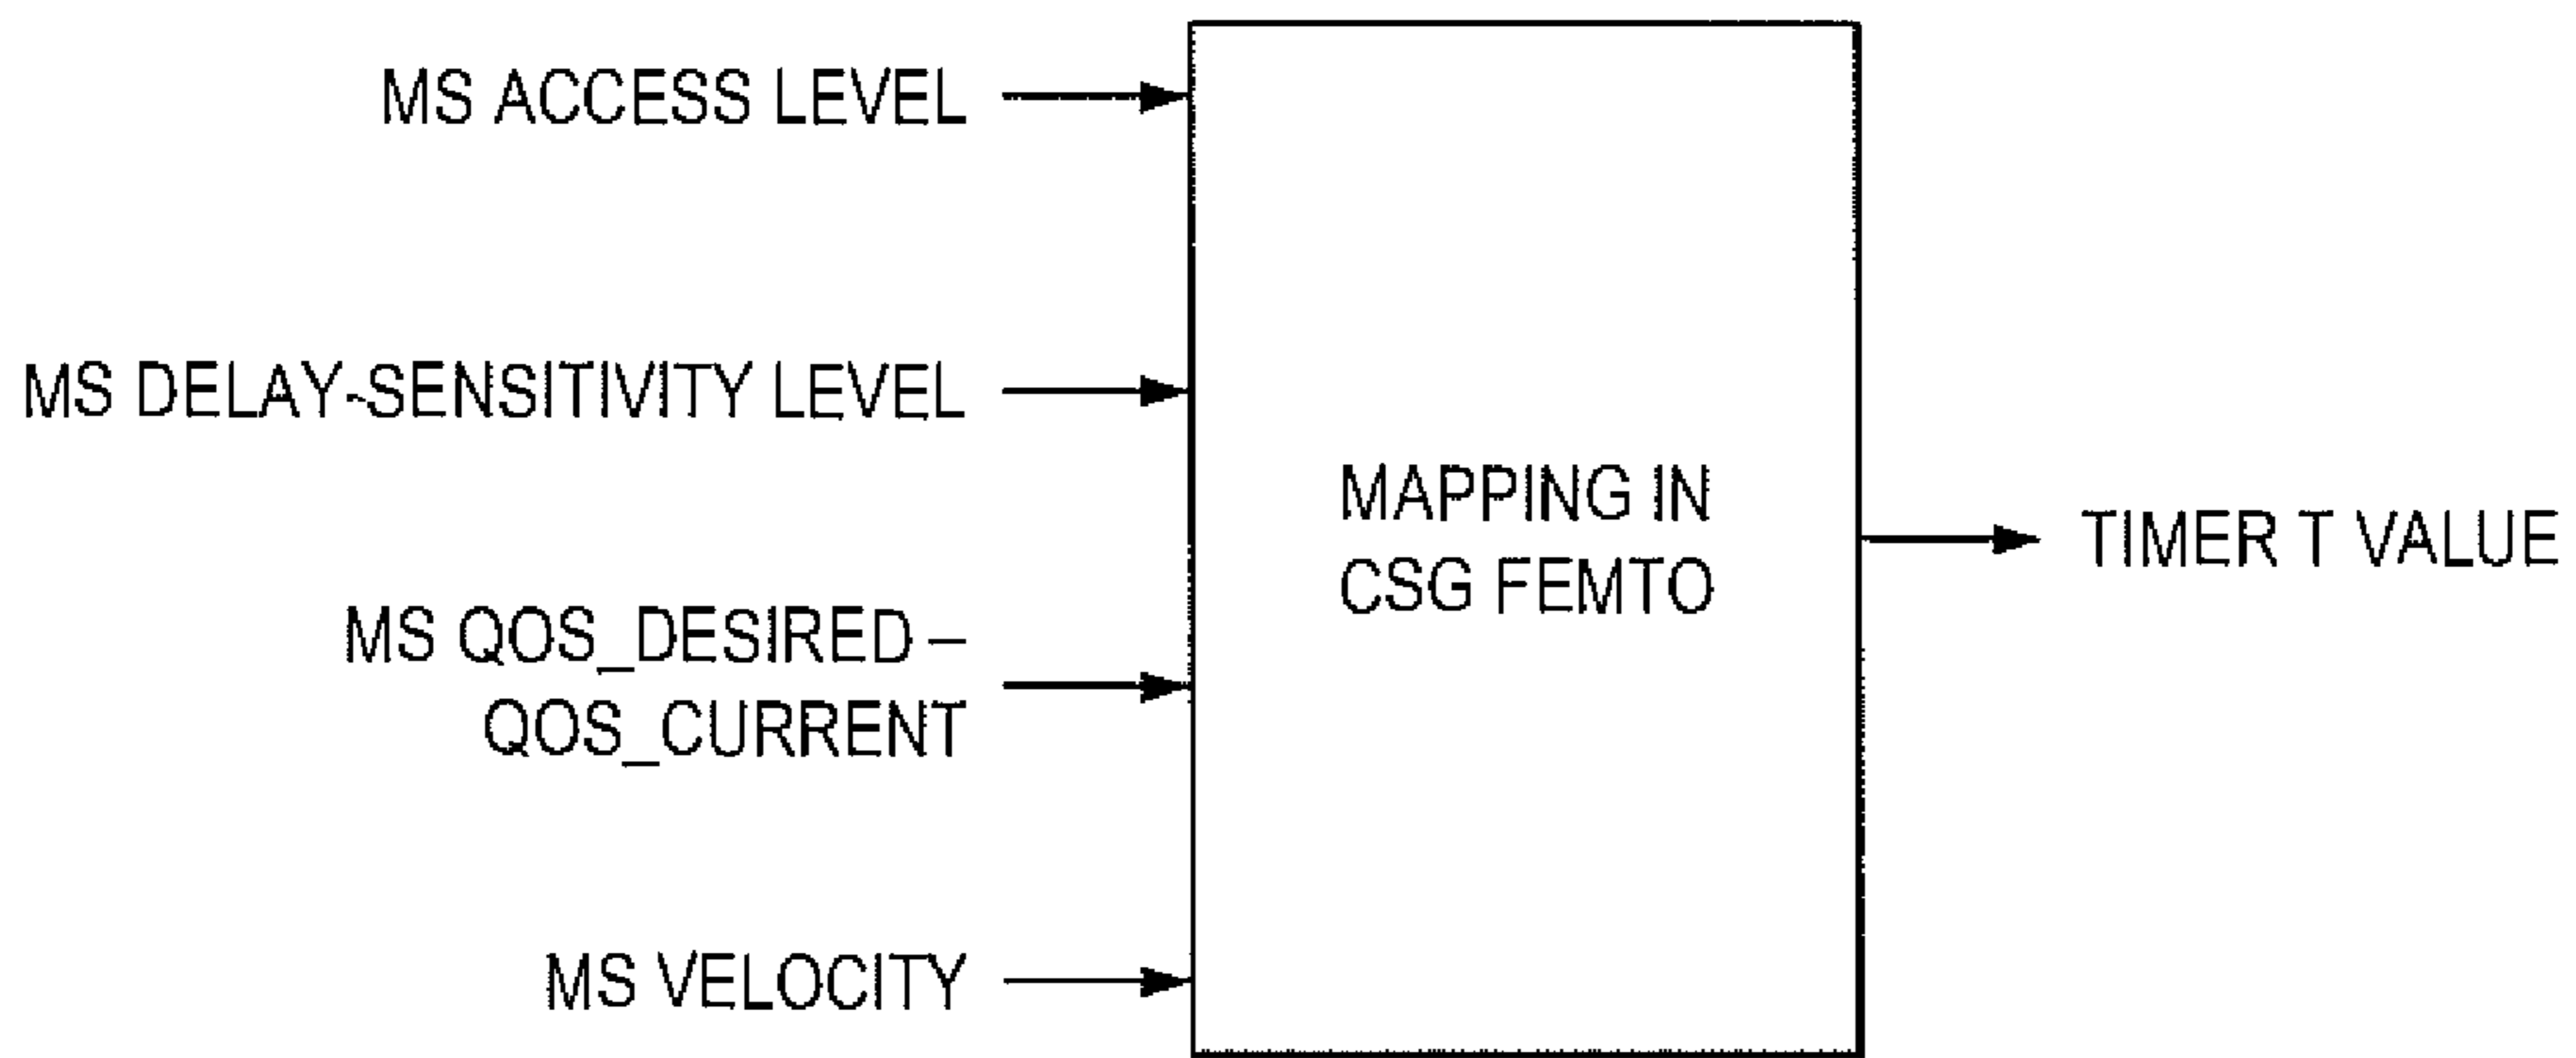 MS ACCESS LEVEL
MS DELAY-SENSITIVITY LEVEL
MS QOS_DESIRED –
QOS_CURRENT
MS VELOCITY
MAPPING IN
CSG FEMTO
TIMER T VALUE